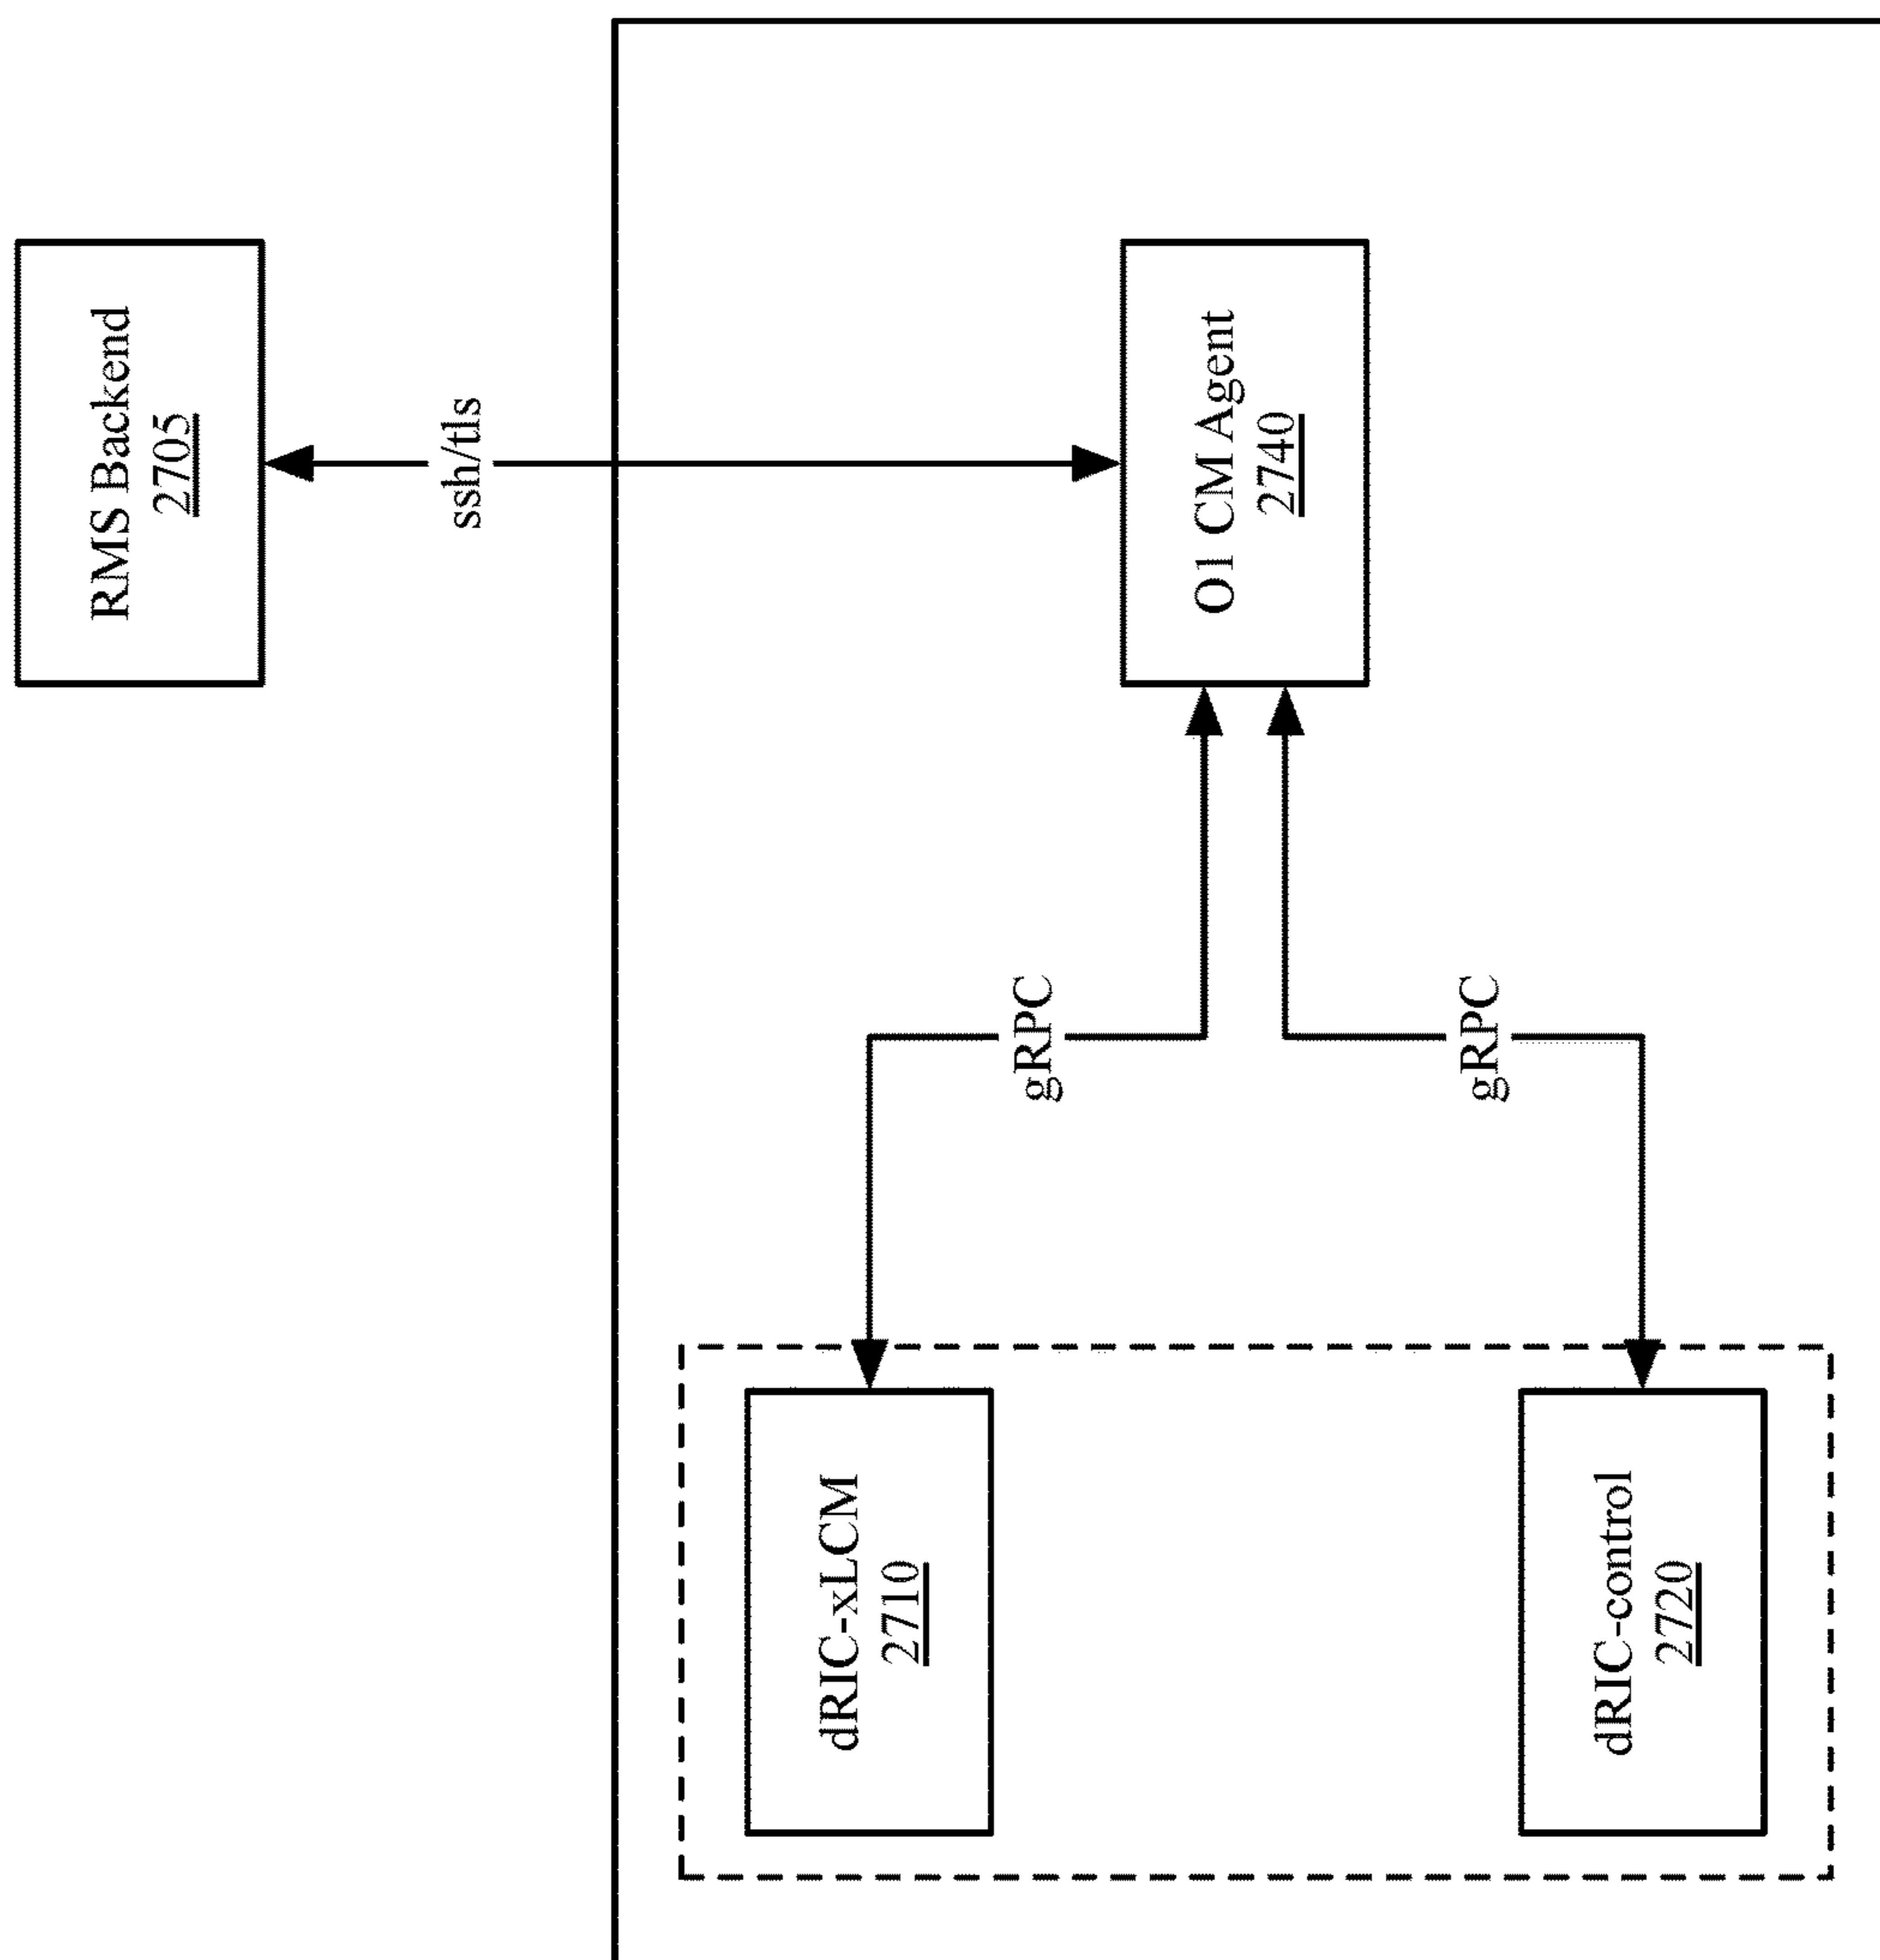 RMS Backend
2705
ssh/tls
O1 CM Agent
2740
gRPC
gRPC
dRIC-xLCM
2710
dRIC-control
2720